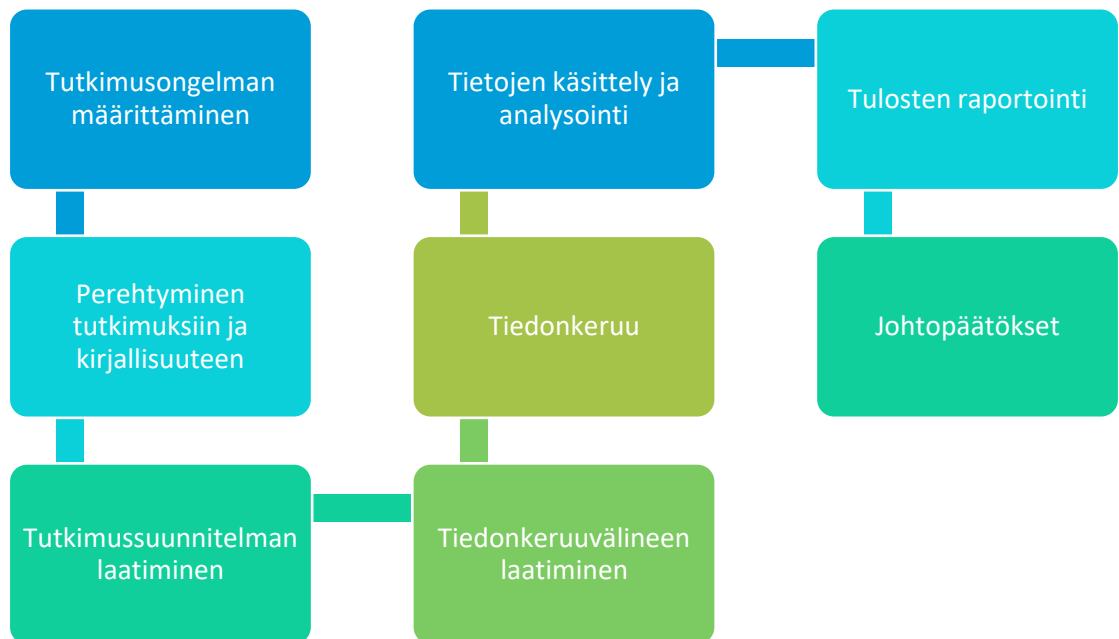 Tutkimusongelman
määrittäminen
Perehtyminen
tutkimuksiin ja
kirjallisuuteen
Tutkimussuunnitelman
laatiminen
Tiedonkeruuvälineen
laatiminen
Tiedonkeruu
Tietojen käsittely ja
analysointi
Tulosten raportointi
Johtopäätökset